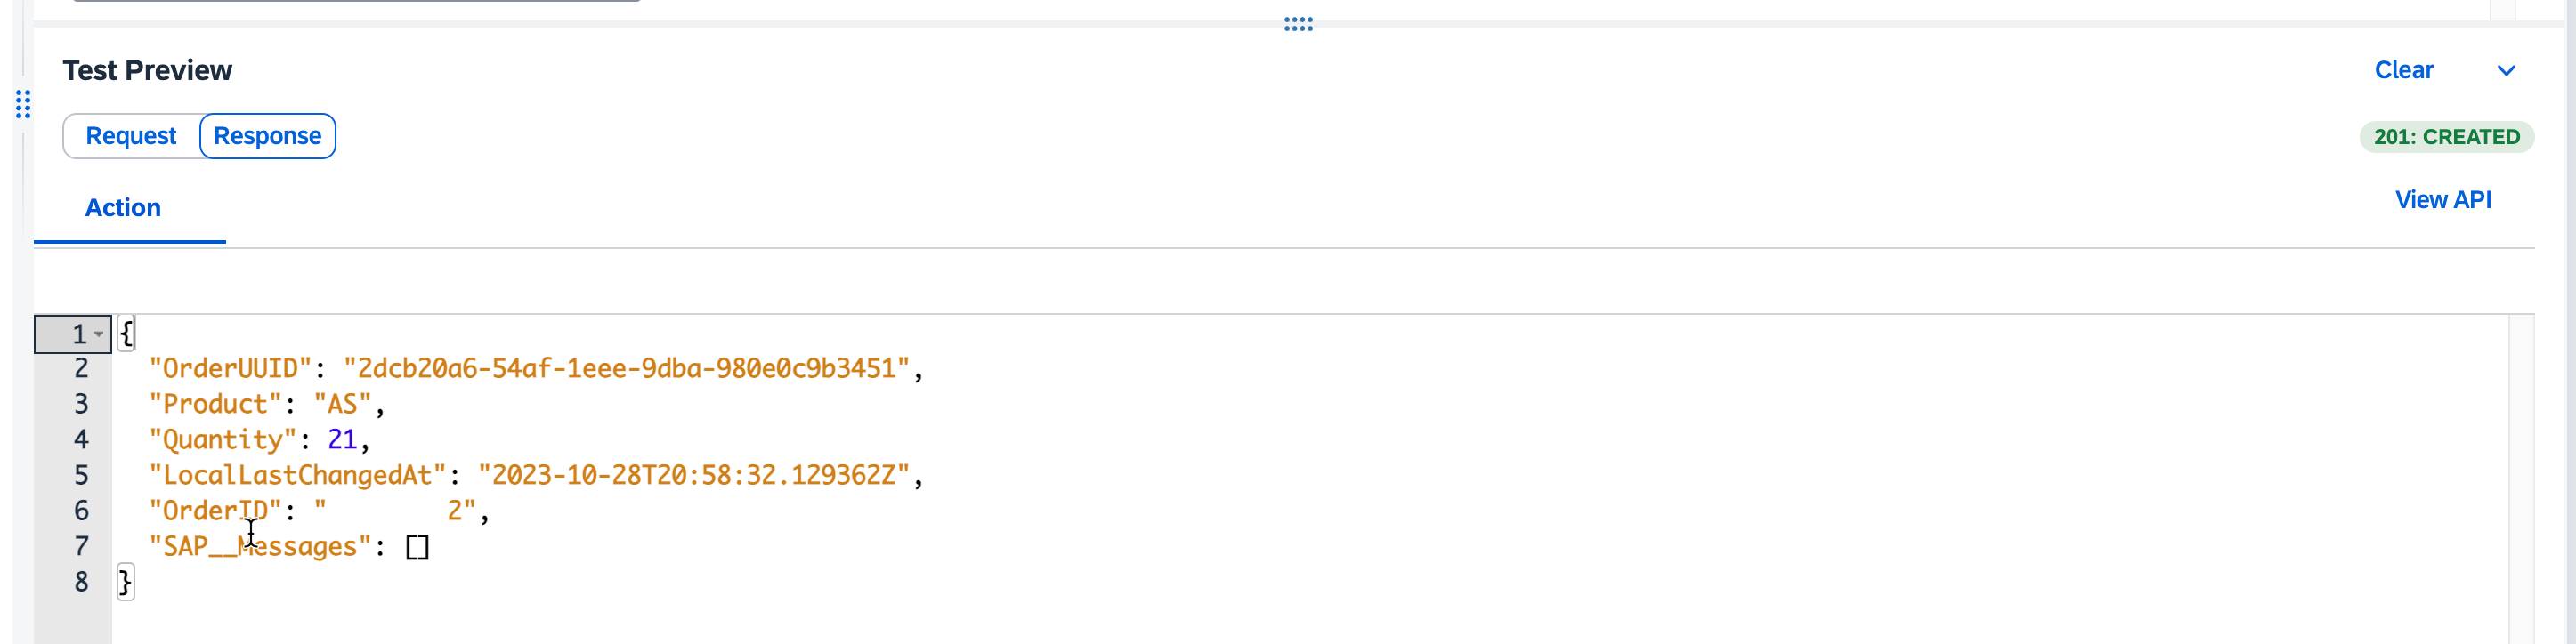 Test Preview
Clear
Request Response
201: CREATED
Action
View API
1 {
2 "OrderUUID": "2dcb20a6-54af-1eee-9dba-980e0c9b3451",
3 "Product": "AS",
4 "Quantity": 21,
5 "LocalLastChangedAt": "2023-10-28T20:58:32.129362Z",
6 "OrderID": "        2",
7 "SAP__Messages": []
8 }